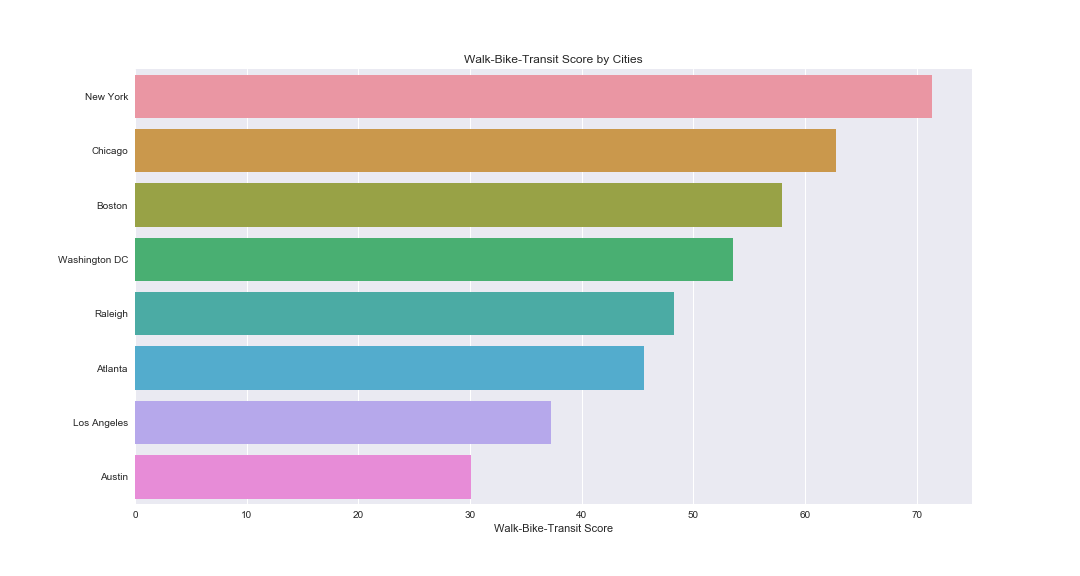 Walk-Bike-Transit Score by Cities
New York
Chicago
Boston
Washington DC
Raleigh
Atlanta
Los Angeles
Austin
0 10 20 30 40 50 60 70
Walk-Bike-Transit Score